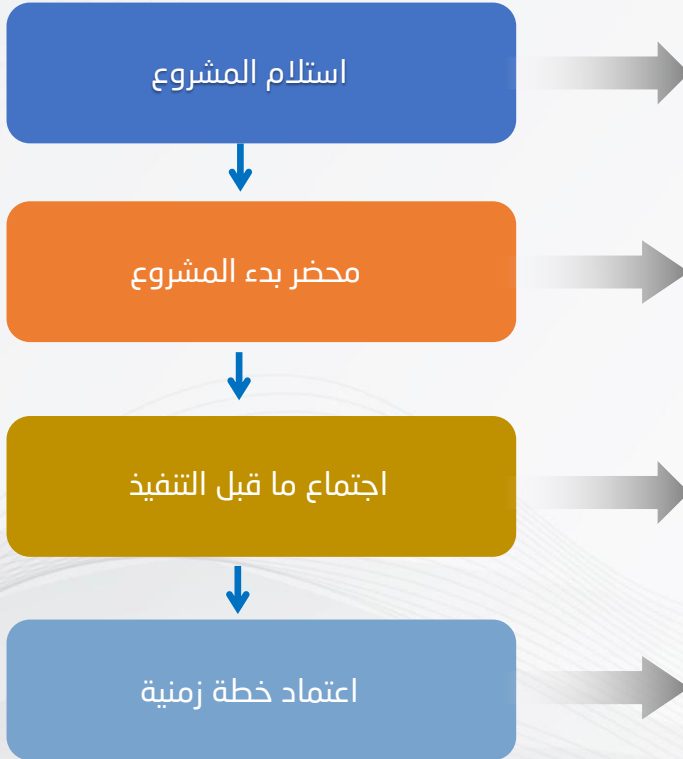 استلام المشروع
محضر بدء المشروع
اجتماع ما قبل التنفيذ
اعتماد خطة زمنية